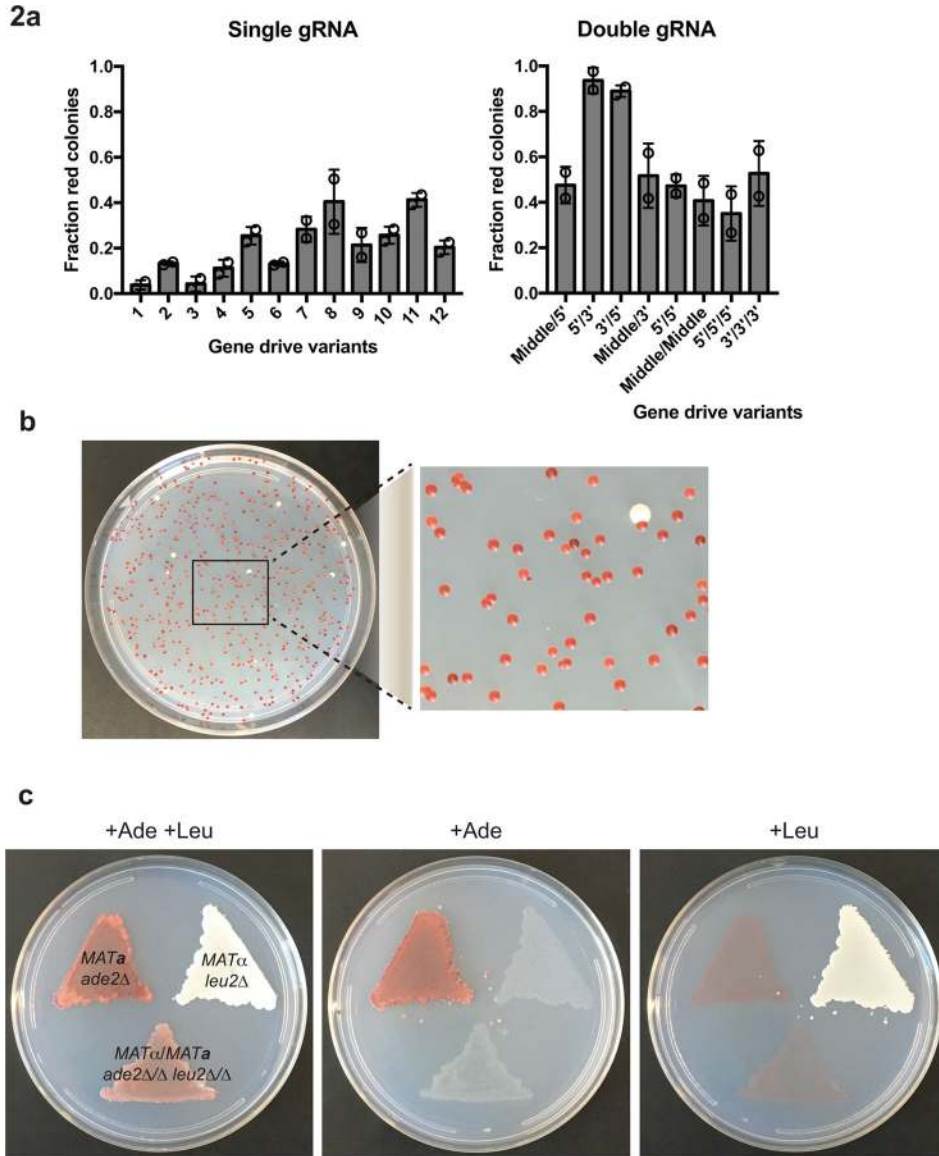 2a
Single gRNA
Double gRNA
Fraction red colonies
1.0
0.8
0.6
0.4
0.2
0.0
1 2 3 4 5 6 7 8 9 10 11 12
Gene drive variants
Fraction red colonies
1.0
0.8
0.6
0.4
0.2
0.0
Middle/5' 5'/3' 3'/5' Middle/3' 5'/5' Middle/Middle 5'/5'/5' 3'/3'/3'
Gene drive variants
b
c
+Ade +Leu
+Ade
+Leu
MATa
ade2Δ
MATα
leu2Δ
MATα/MATa
ade2Δ/Δ leu2Δ/Δ